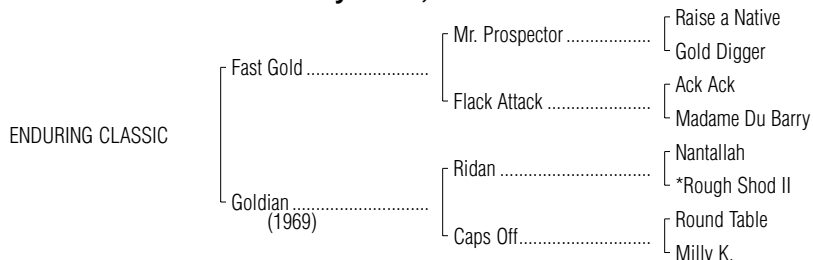 Raise a Native
Mr. Prospector ....................
Gold Digger
Fast Gold .............................
Ack Ack
Flack Attack ........................
Madame Du Barry
ENDURING CLASSIC
Nantallah
Ridan ...................................
*Rough Shod II
Goldian ................................
(1969)
Round Table
Caps Off...............................
Milly K.